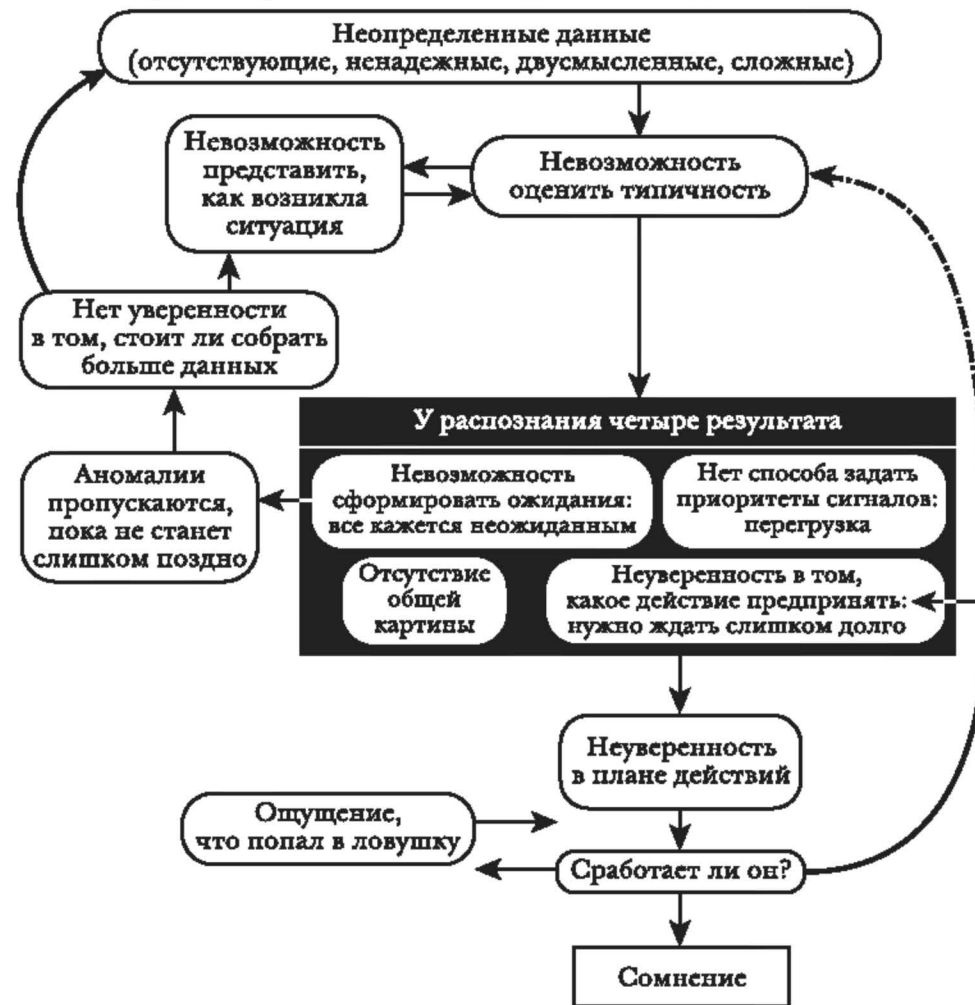 Неопределенные данные
(отсутствующие, ненадежные, двусмысленные, сложные)
Невозможность
представить,
как возникла
ситуация
Невозможность
оценить типичность
Нет уверенности
в том, стоит ли собрать
больше данных
У распознания четыре результата
Аномалии
пропускаются,
пока не станет
слишком поздно
Невозможность
сформировать ожидания:
все кажется неожиданным
Нет способа задать
приоритеты сигналов:
перегрузка
Отсутствие
общей
картины
Неуверенность в том,
какое действие предпринять:
нужно ждать слишком долго
Неуверенность
в плане действий
Ощущение,
что попал в ловушку
Сработает ли он?
Сомнение